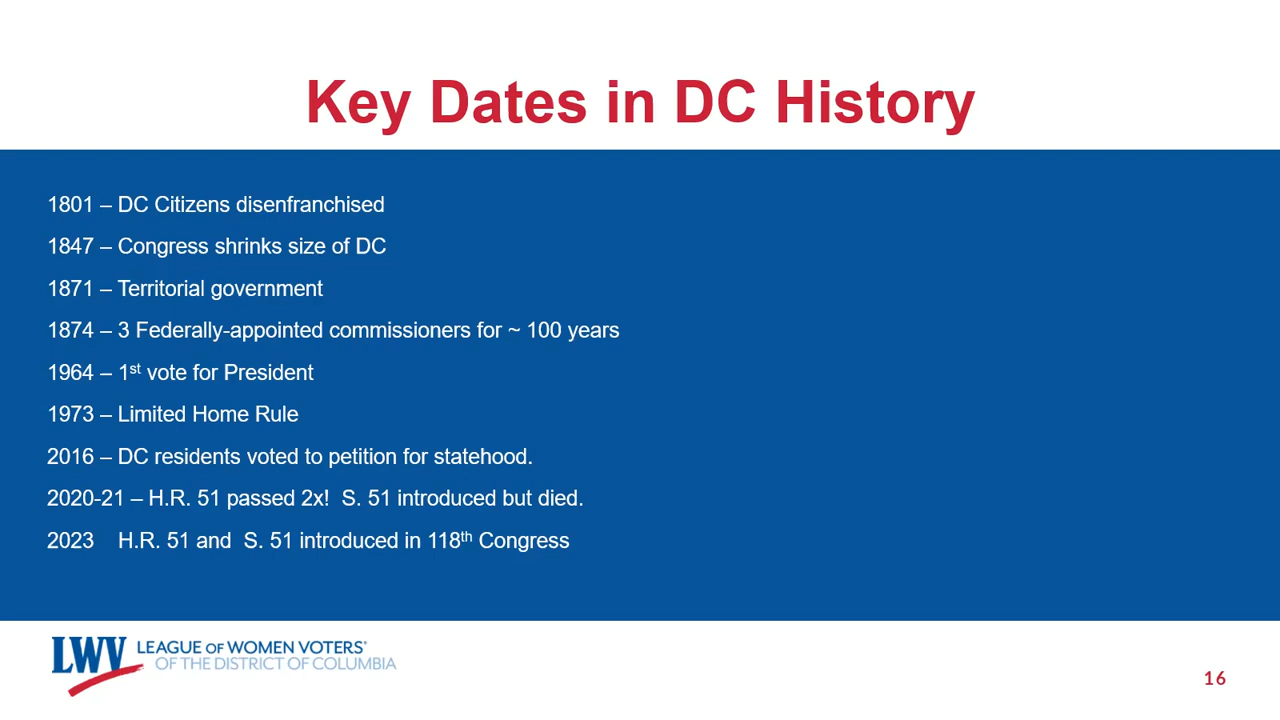 Key Dates in DC History
1801 – DC Citizens disenfranchised
1847 – Congress shrinks size of DC
1871 – Territorial government
1874 – 3 Federally-appointed commissioners for ~ 100 years
1964 – 1st vote for President
1973 – Limited Home Rule
2016 – DC residents voted to petition for statehood.
2020-21 – H.R. 51 passed 2x!  S. 51 introduced but died.
2023    H.R. 51 and  S. 51 introduced in 118th Congress
LWV LEAGUE OF WOMEN VOTERS®
OF THE DISTRICT OF COLUMBIA
16